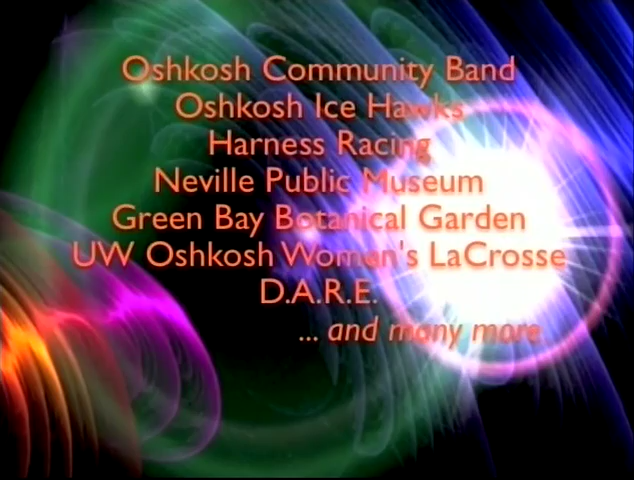 Oshkosh Community Band
Oshkosh Ice Hawks
Harness Racing
Neville Public Museum
Green Bay Botanical Garden
UW Oshkosh Woman's LaCrosse
D.A.R.E.
... and many more